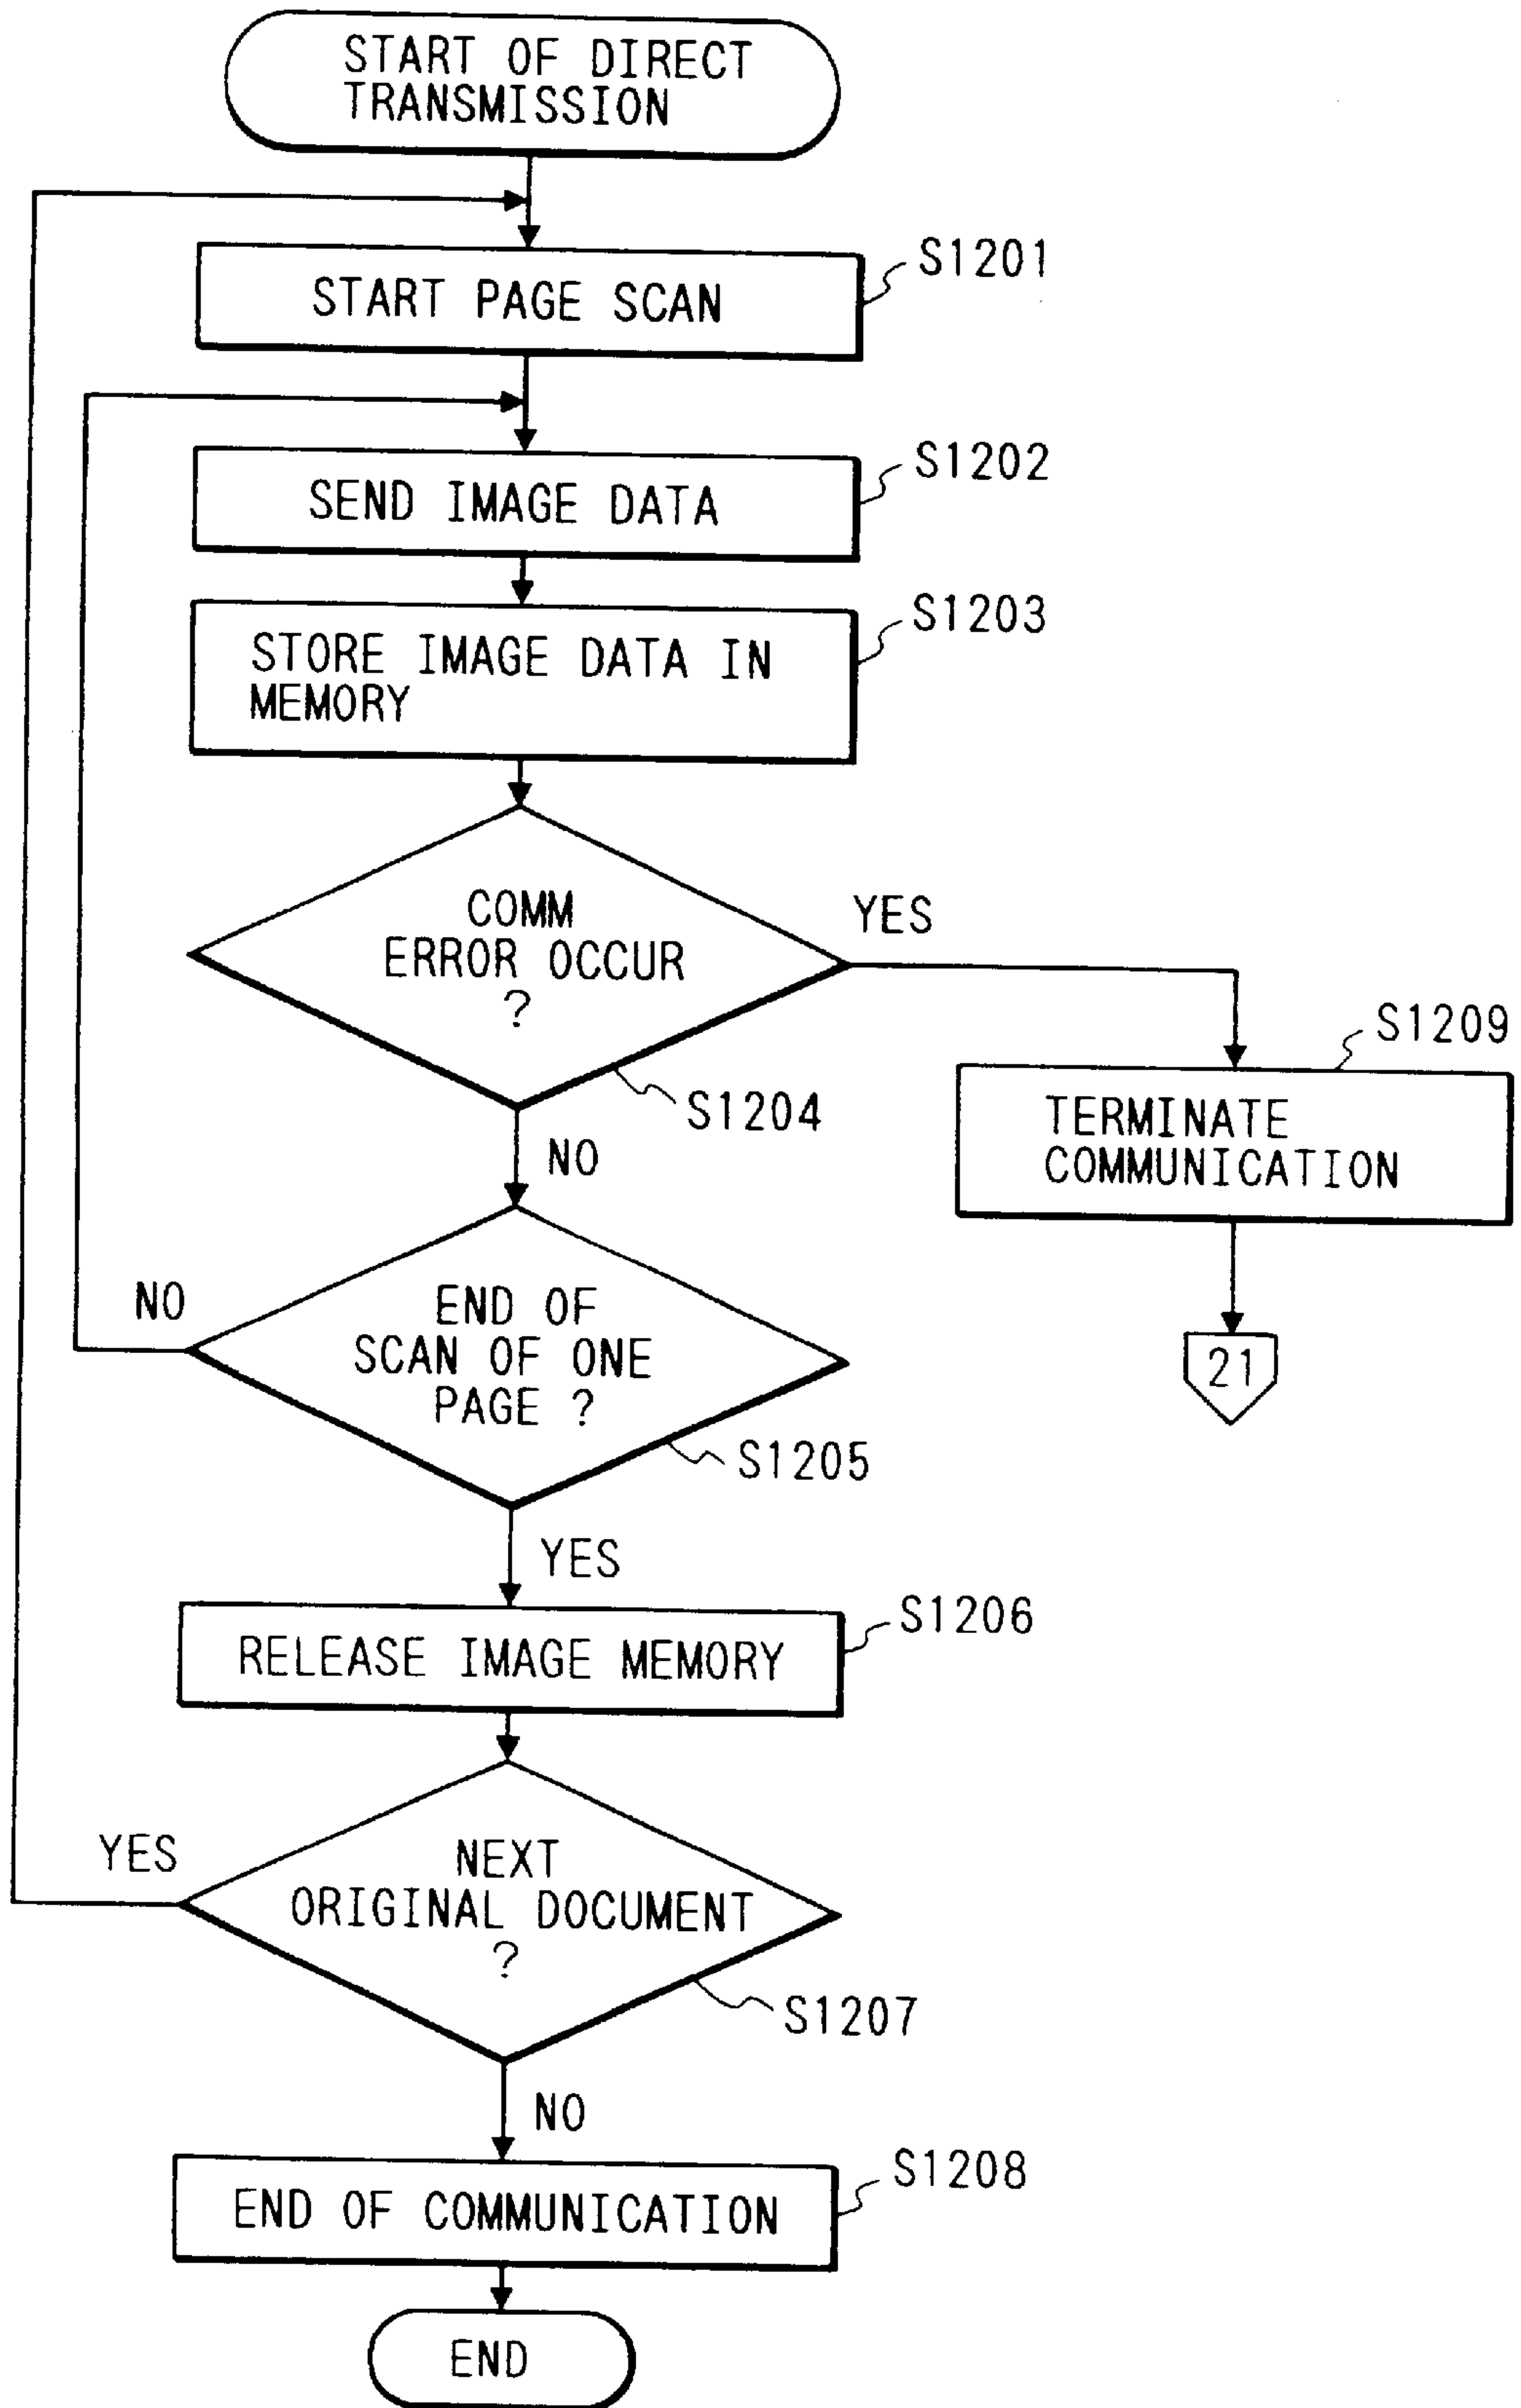 START OF DIRECT
TRANSMISSION
S1201
START PAGE SCAN
S1202
SEND IMAGE DATA
S1203
STORE IMAGE DATA IN
MEMORY
COMM
ERROR OCCUR
?
YES
S1204
NO
S1209
TERMINATE
COMMUNICATION
21
END OF
SCAN OF ONE
PAGE ?
NO
S1205
YES
S1206
RELEASE IMAGE MEMORY
NEXT
ORIGINAL DOCUMENT
?
YES
S1207
NO
S1208
END OF COMMUNICATION
END